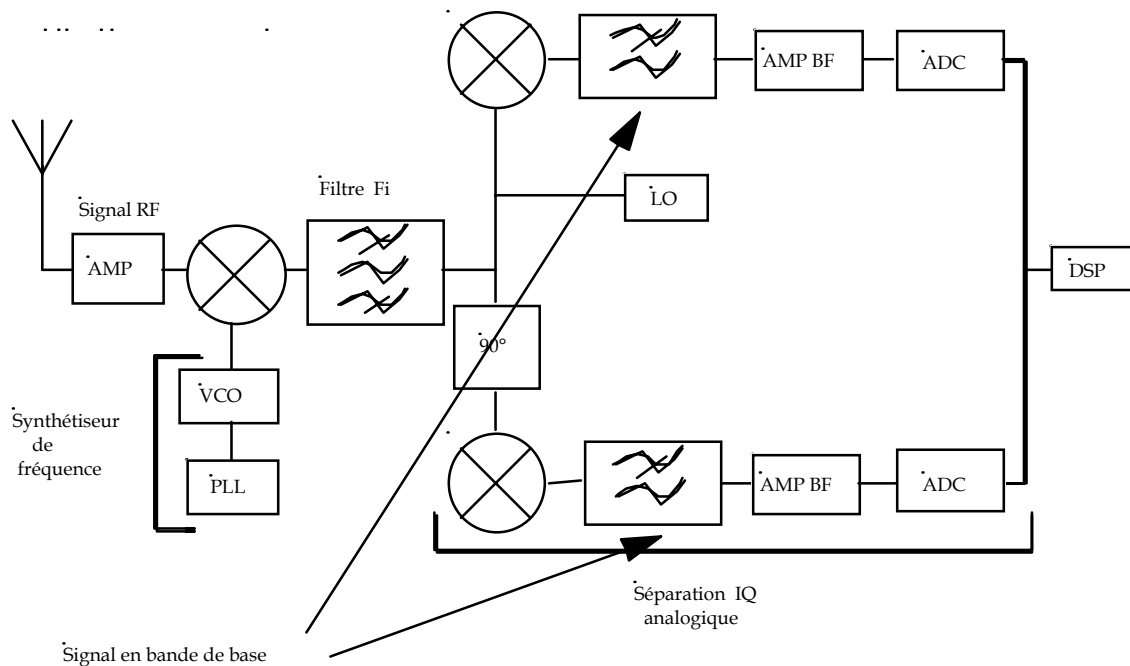 AMP BF
ADC
Filtre Fi
LO
Signal RF
AMP
DSP
90°
VCO
Synthétiseur
de
fréquence
PLL
AMP BF
ADC
Séparation IQ
analogique
Signal en bande de base